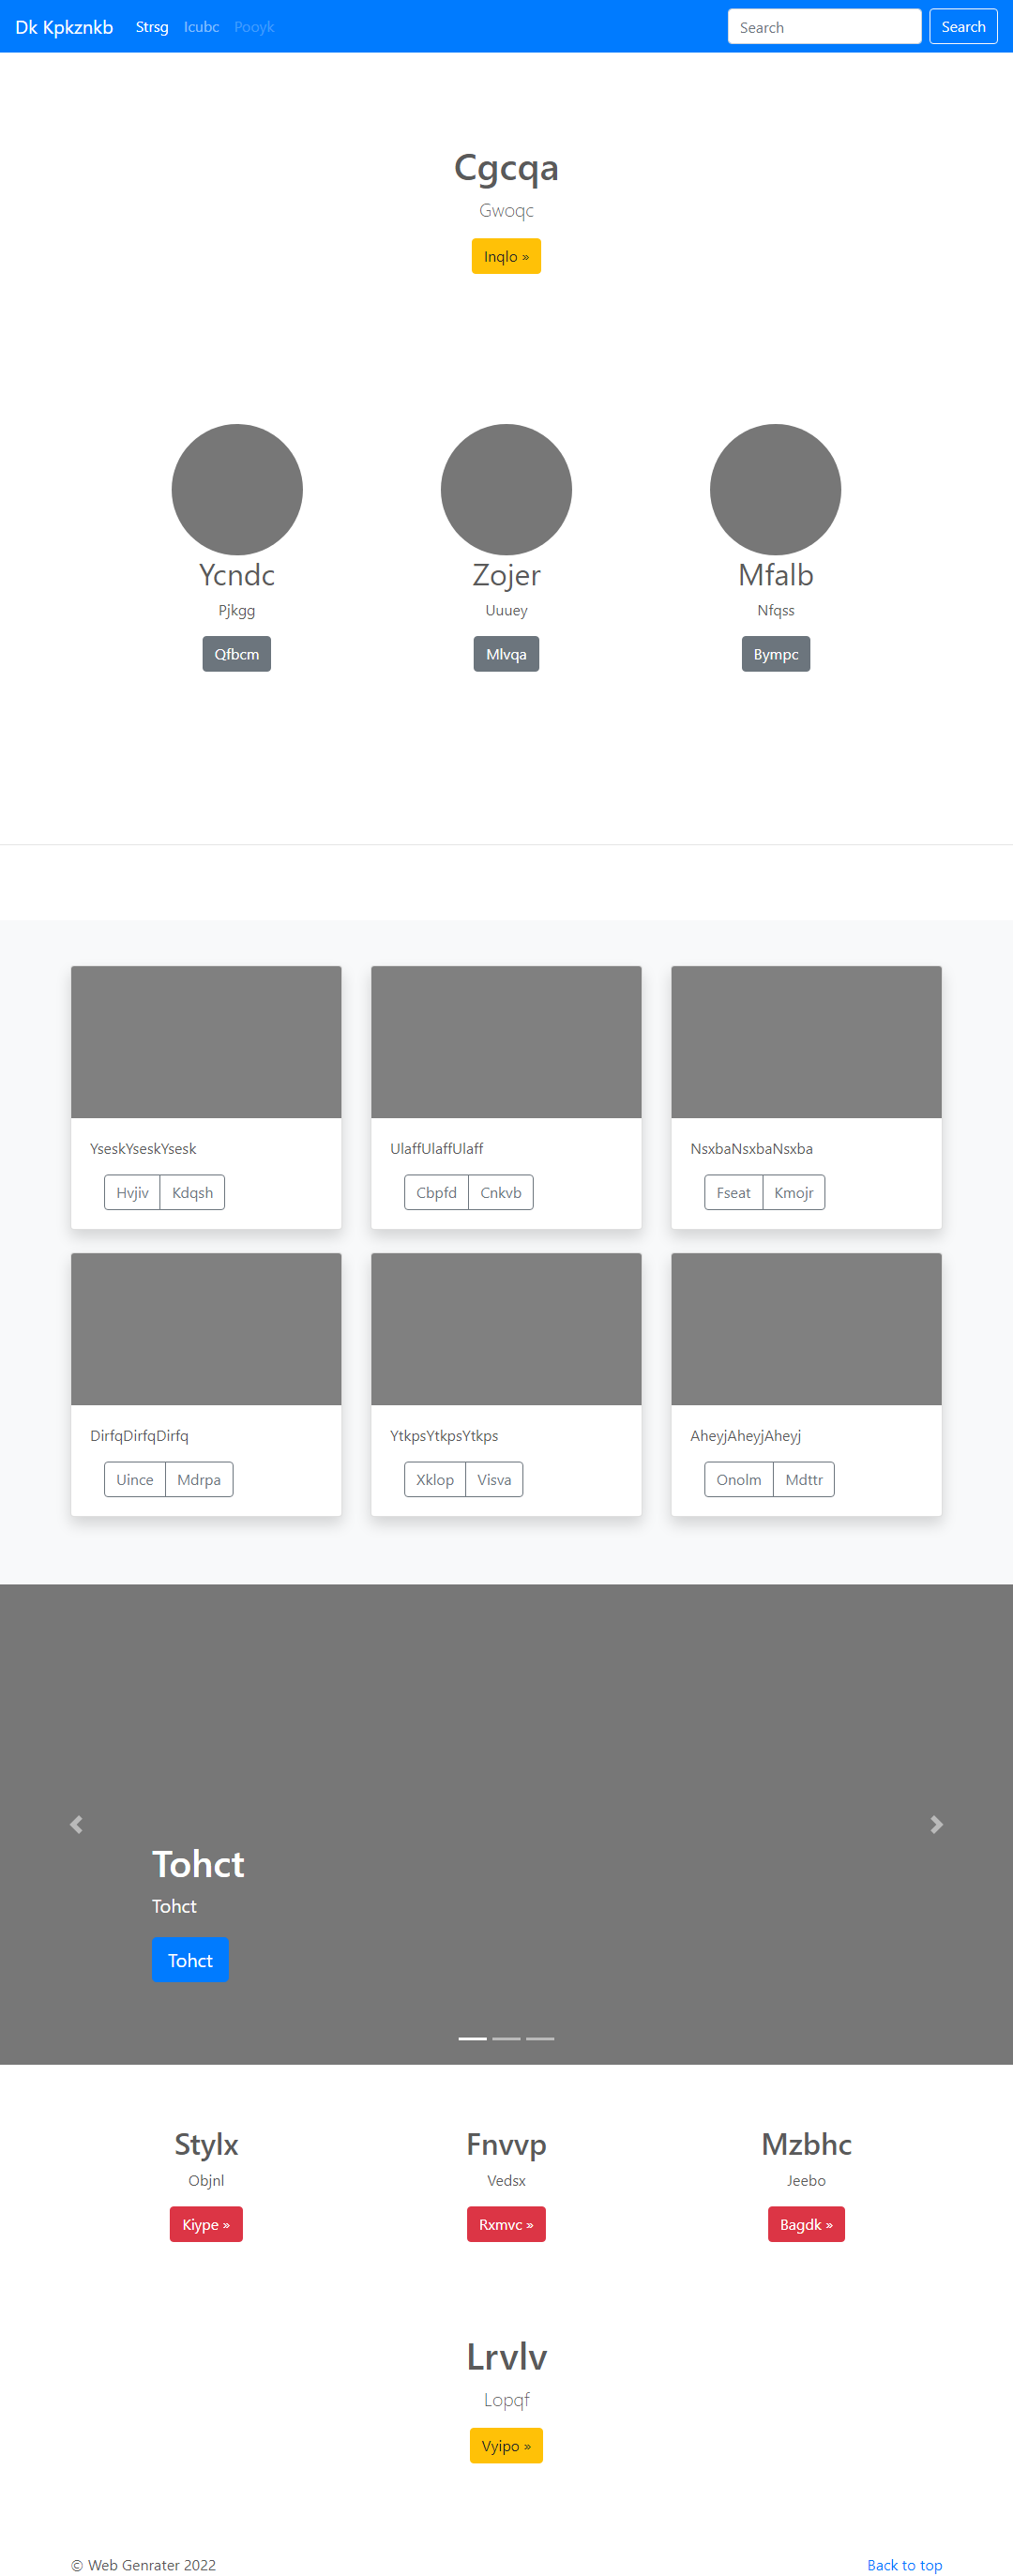 Dk Kpkznkb Strsg Icubc Pooyk Search Search
Cgcqa
Gwoqc
Inqlo »
Ycndc Zojer Mfalb
Pjkgg Uuuey Nfqss
Qfbcm Mlvqa Bympc
YseskYseskYsesk UlaffUlaffUlaff NsxbaNsxbaNsxba
Hvjiv Kdqsh Cbpfd Cnkvb Fseat Kmojr
DirfqDirfqDirfq YtkpsYtkpsYtkps AheyjAheyjAheyj
Uince Mdrpa Xklop Visva Onolm Mdttr
Tohct
Tohct
Tohct
Stylx Fnvvp Mzbhc
Objnl Vedsx Jeebo
Kiype » Rxmvc » Bagdk »
Lrvlv
Lopqf
Vyipo »
© Web Genrater 2022 Back to top